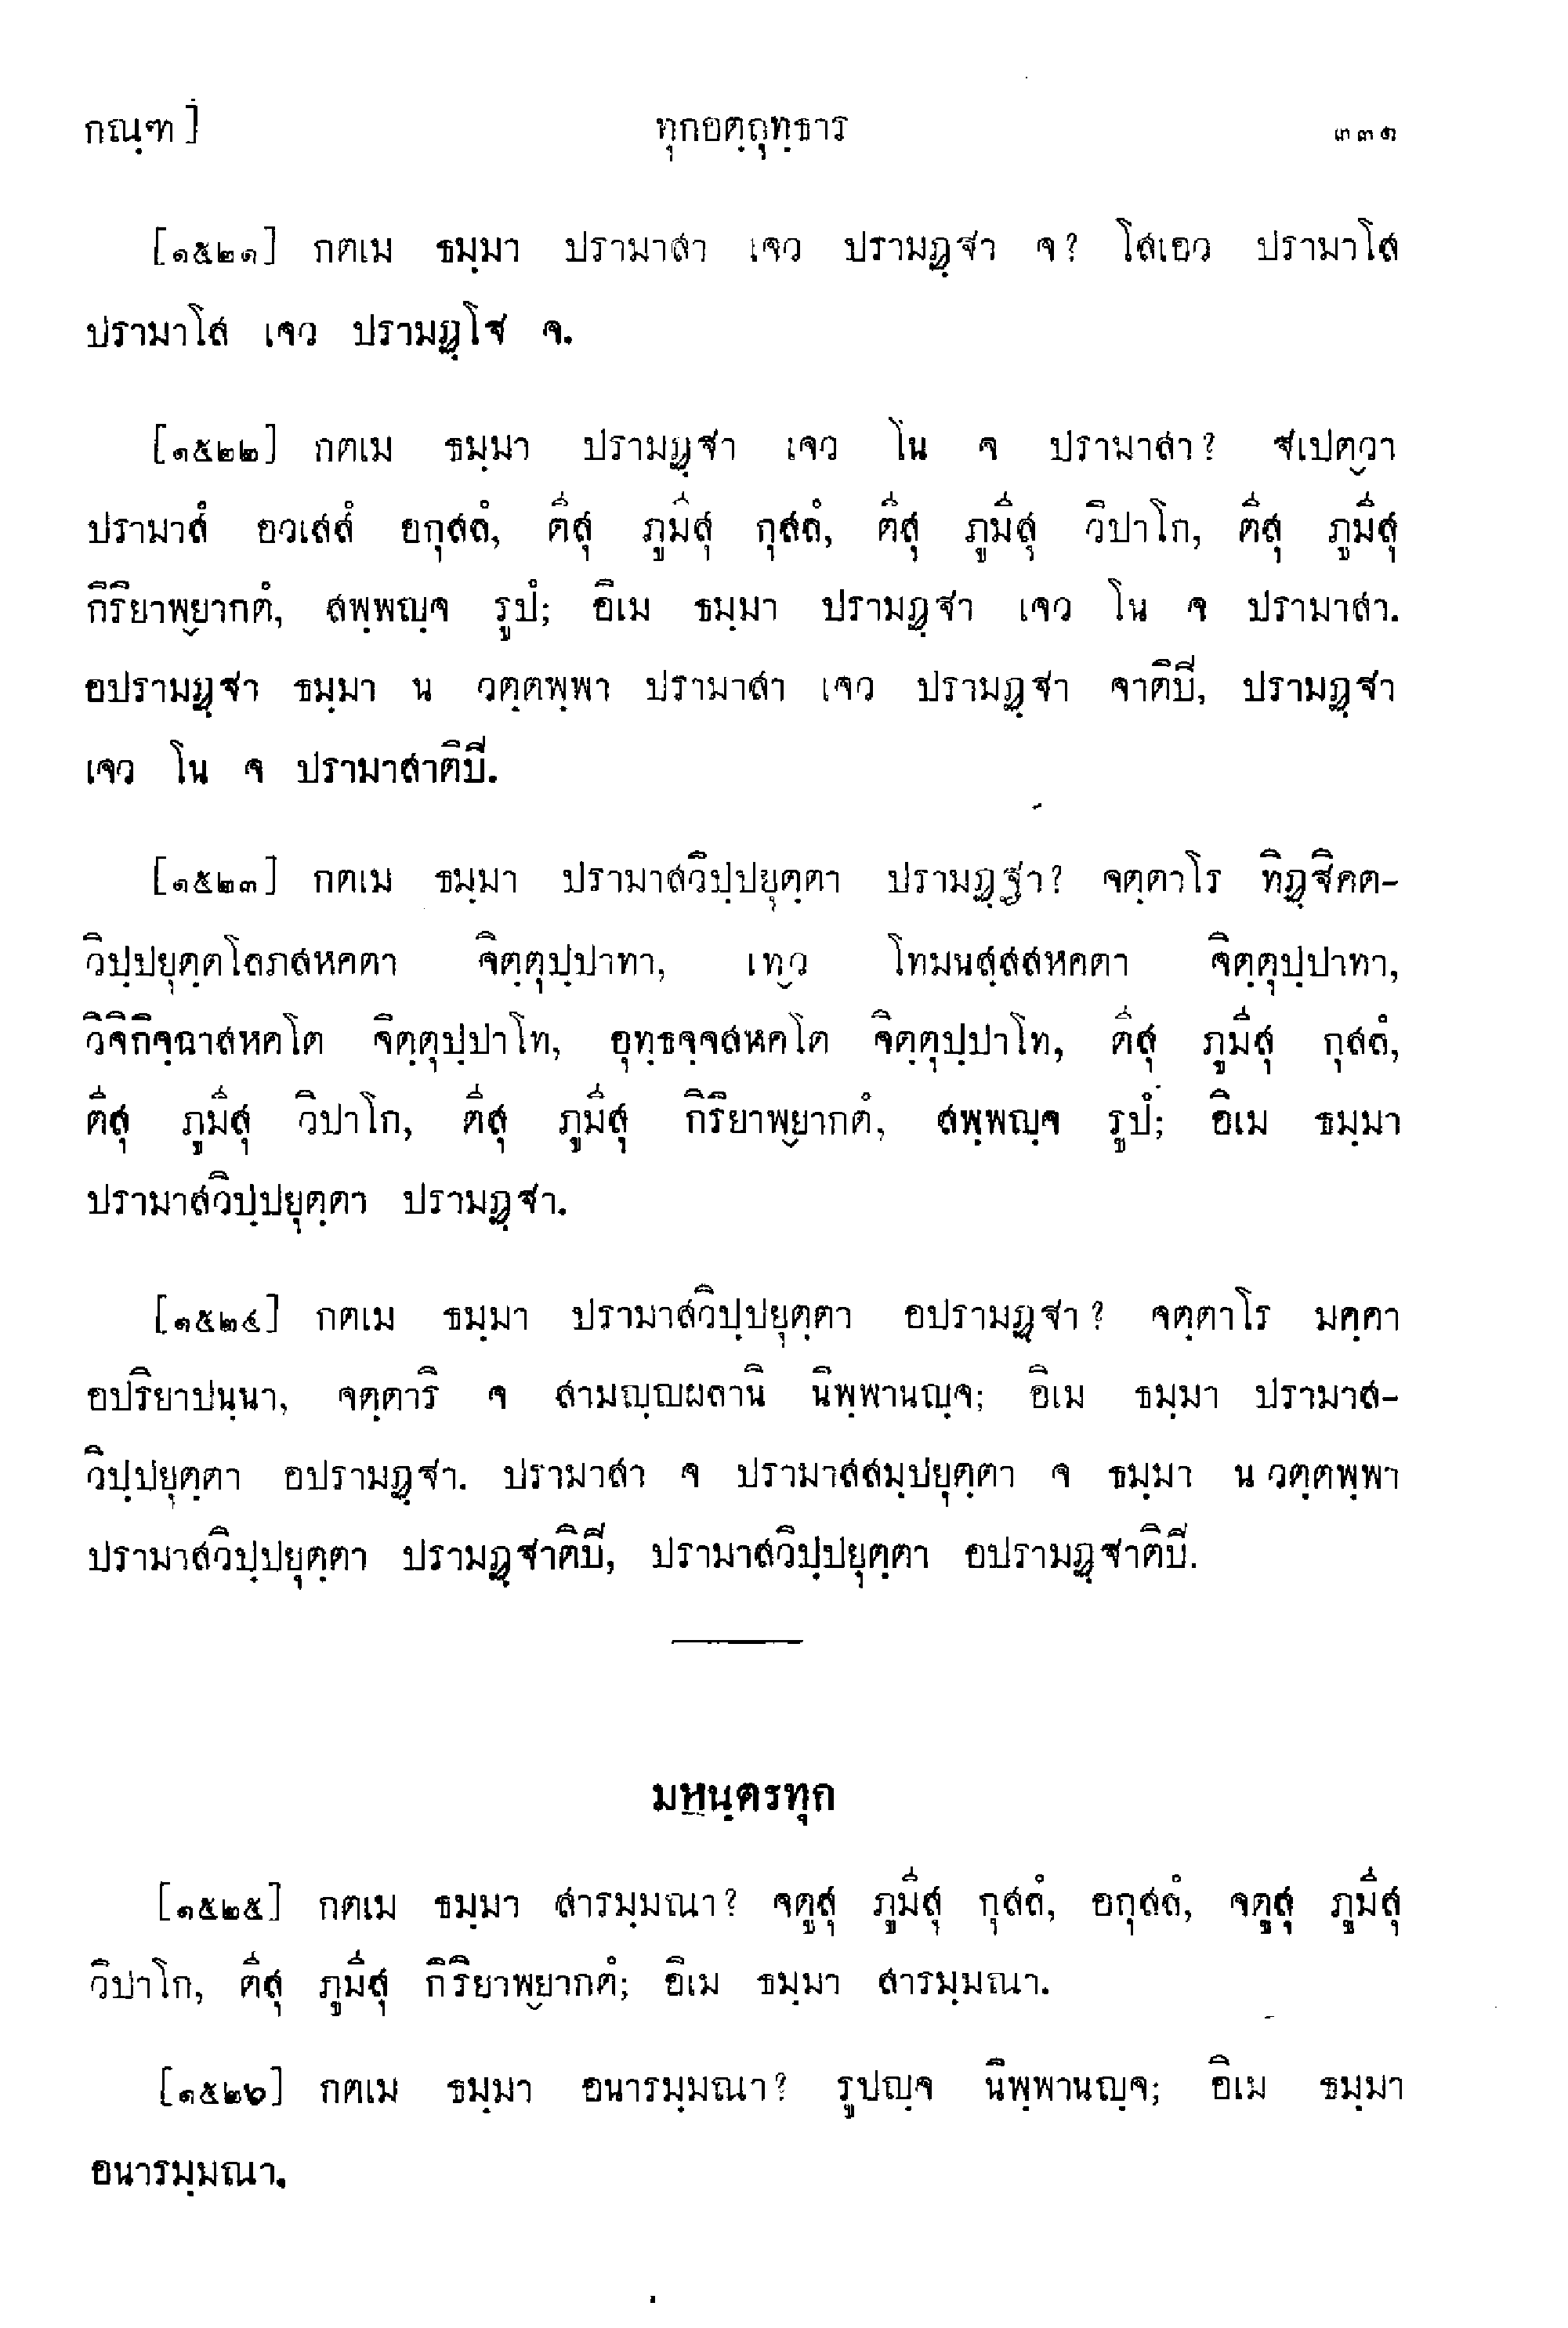 กณฺฑ] ทุกอตฺถุทฺธาร ๓๓๑
[๑๕๒๑] กตเม ธมฺมา ปรามาสา เจว ปรามฏฺฐา จ? โสเอว ปรามาโส
ปรามาโส เจว ปรามฏฺโฐ จ.
[๑๕๒๒] กตเม ธมฺมา ปรามฏฺฐา เจว โน จ ปรามาสา? ฐเปตฺวา
ปรามาสํ อวเสสํ อกุสลํ, ตีสุ ภูมีสุ กุสลํ, ตีสุ ภูมีสุ วิปาโก, ตีสุ ภูมีสุ
กิริยาพฺยากตํ, สพฺพญฺจ รูปํ; อิเม ธมฺมา ปรามฏฺฐา เจว โน จ ปรามาสา.
อปรามฏฺฐา ธมฺมา น วตฺตพฺพา ปรามาสา เจว ปรามฏฺฐา จาติปิ, ปรามฏฺฐา
เจว โน จ ปรามาสาติปิ.
[๑๕๒๓] กตเม ธมฺมา ปรามาสวิปฺปยุตฺตา ปรามฏฺฐา? จตฺตาโร ทิฏฺฐิคต-
วิปฺปยุตฺตโลภสหคตา จิตฺตุปฺปาทา, เทฺว โทมนสฺสสหคตา จิตฺตุปฺปาทา,
วิจิกิจฺฉาสหคโต จิตฺตุปฺปาโท, อุทฺธจฺจสหคโต จิตฺตุปฺปาโท, ตีสุ ภูมีสุ กุสลํ,
ตีสุ ภูมีสุ วิปาโก, ตีสุ ภูมีสุ กิริยาพฺยากตํ, สพฺพญฺจ รูปํ; อิเม ธมฺมา
ปรามาสวิปฺปยุตฺตา ปรามฏฺฐา.
[๑๕๒๔] กตเม ธมฺมา ปรามาสวิปฺปยุตฺตา อปรามฏฺฐา? จตฺตาโร มคฺคา
อปริยาปนฺนา, จตฺตาริ จ สามญฺญผลานิ นิพฺพานญฺจ; อิเม ธมฺมา ปรามาส-
วิปฺปยุตฺตา อปรามฏฺฐา. ปรามาสา จ ปรามาสสมฺปยุตฺตา จ ธมฺมา น วตฺตพฺพา
ปรามาสวิปฺปยุตฺตา ปรามฏฺฐาติปิ, ปรามาสวิปฺปยุตฺตา อปรามฏฺฐาติปิ.
มหนฺตรทุก
[๑๕๒๕] กตเม ธมฺมา สารมฺมณา? จตูสุ ภูมีสุ กุสลํ, อกุสลํ, จตูสุ ภูมีสุ
วิปาโก, ตีสุ ภูมีสุ กิริยาพฺยากตํ; อิเม ธมฺมา สารมฺมณา.
[๑๕๒๖] กตเม ธมฺมา อนารมฺมณา? รูปญฺจ นิพฺพานญฺจ; อิเม ธมฺมา
อนารมฺมณา.